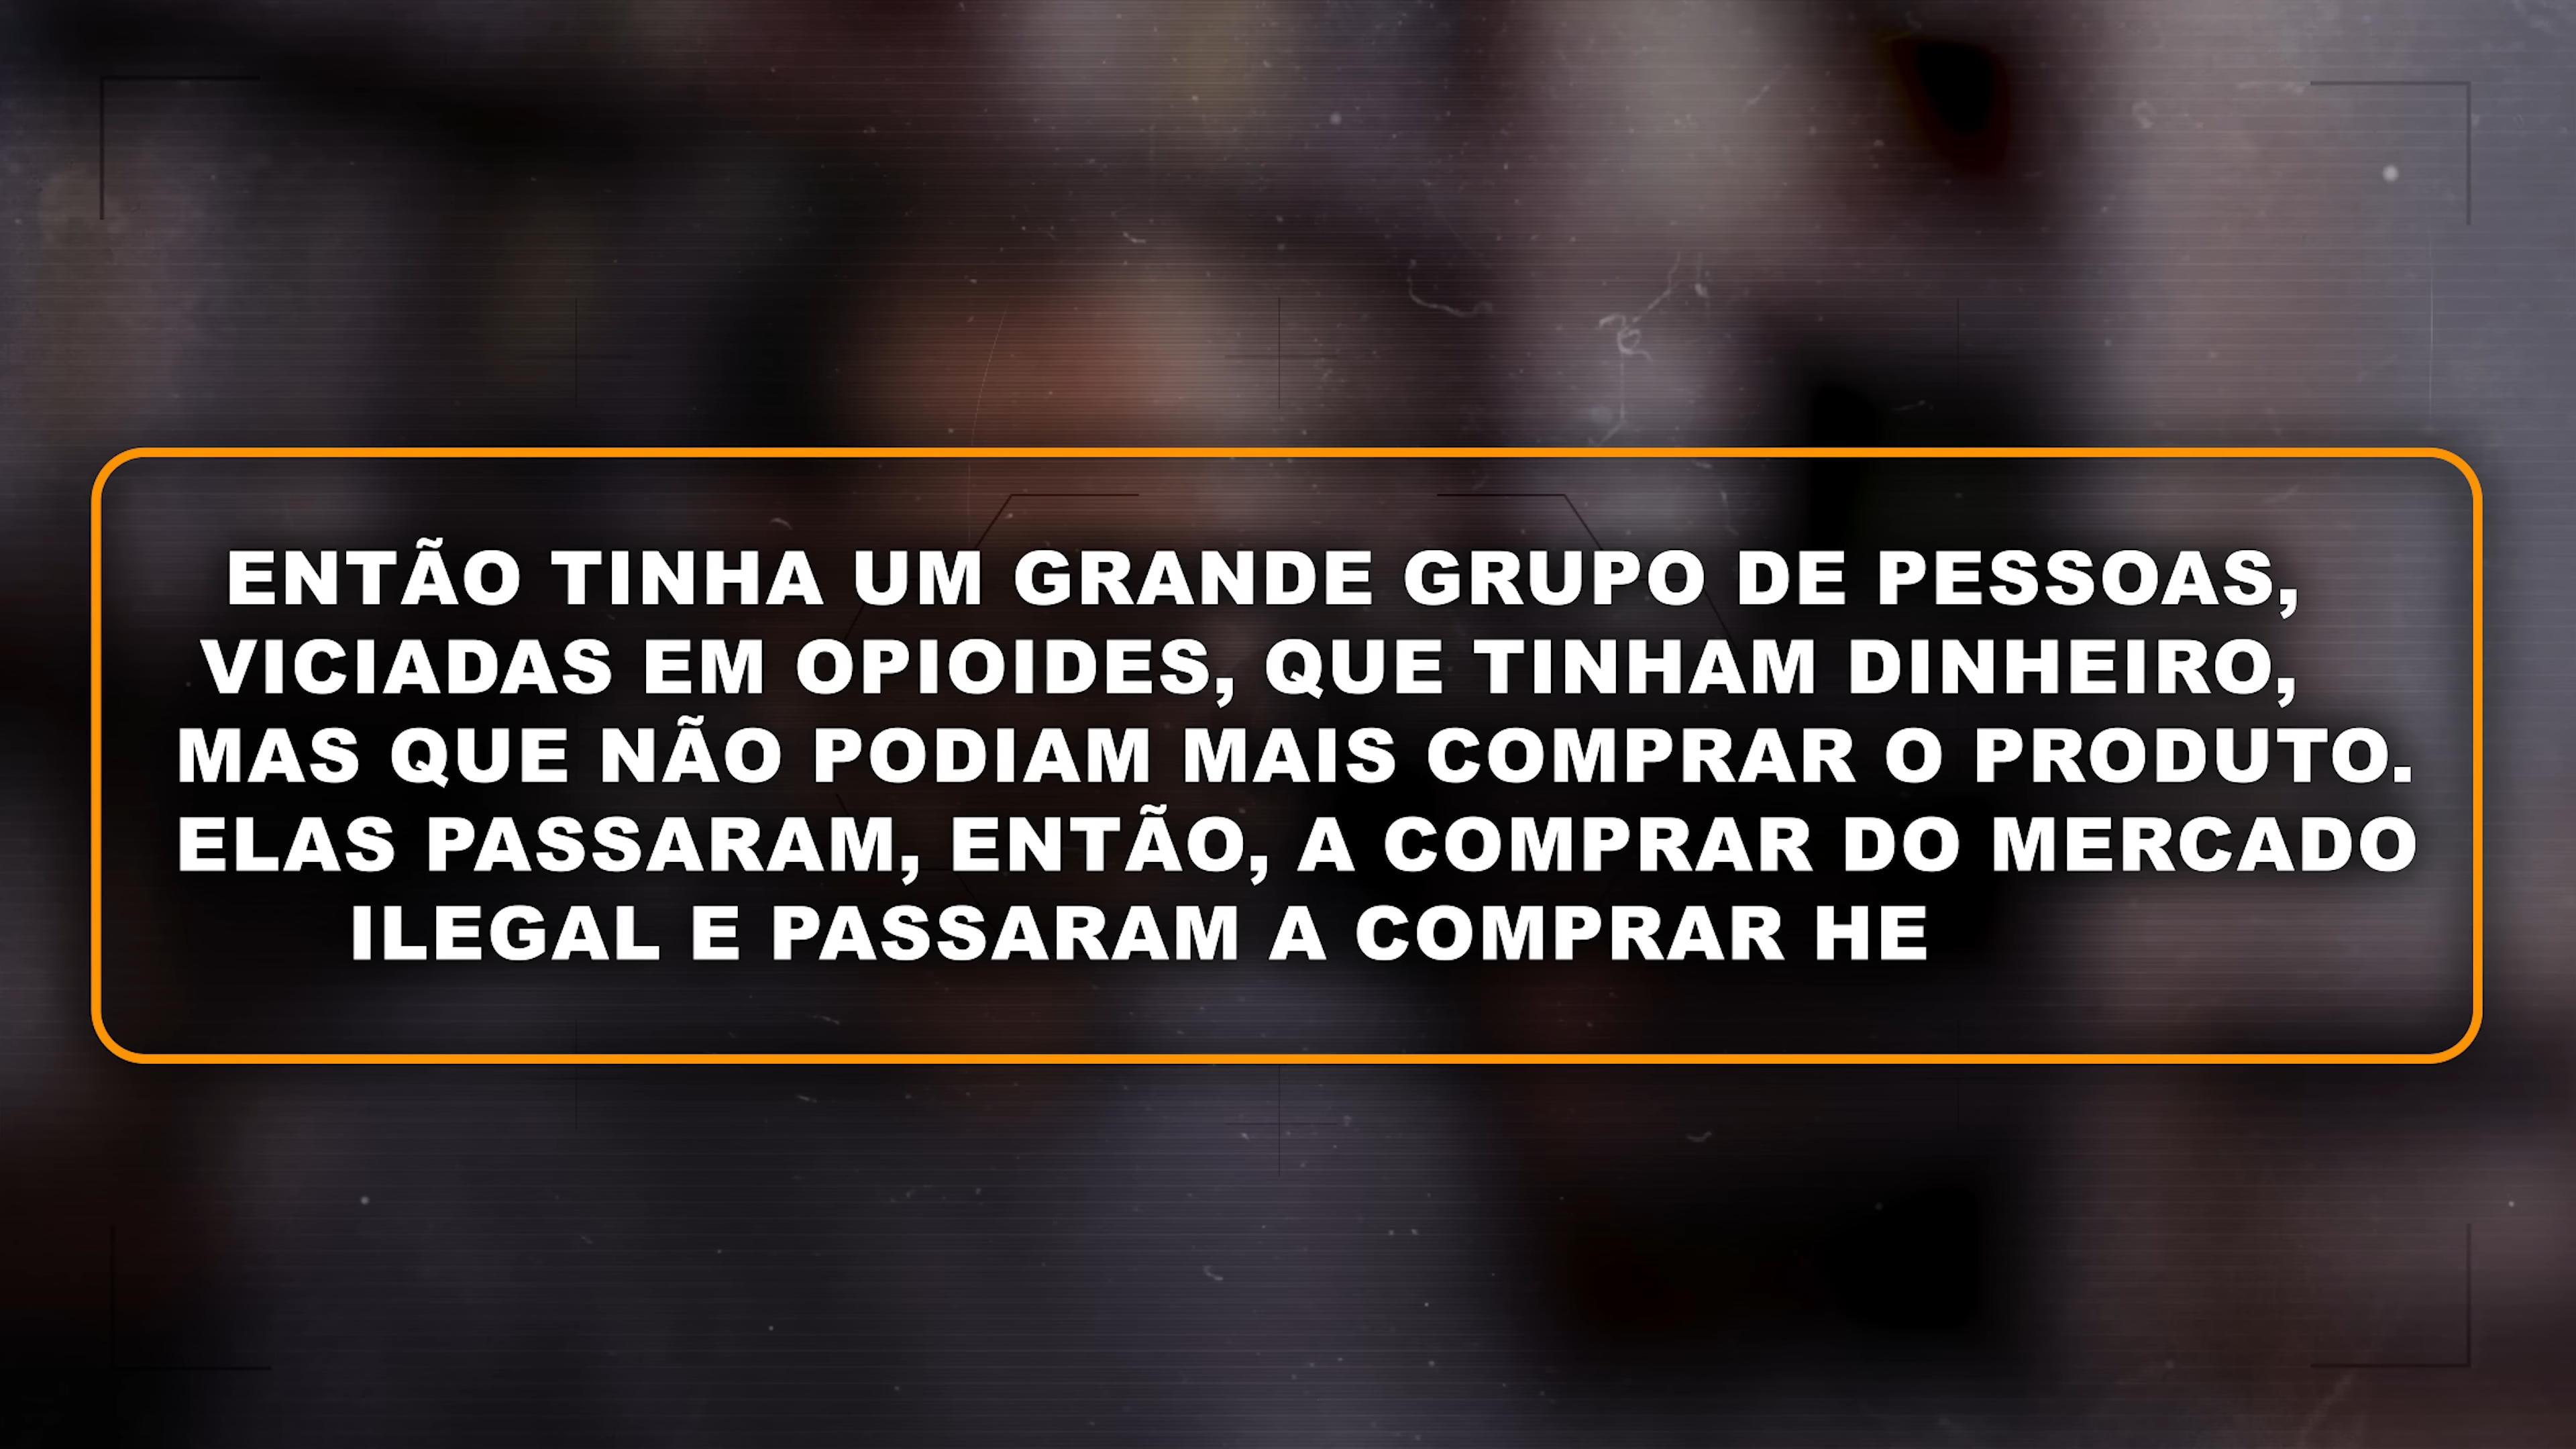 ENTÃO TINHA UM GRANDE GRUPO DE PESSOAS,
VICIADAS EM OPIOIDES, QUE TINHAM DINHEIRO,
MAS QUE NÃO PODIAM MAIS COMPRAR O PRODUTO.
ELAS PASSARAM, ENTÃO, A COMPRAR DO MERCADO
ILEGAL E PASSARAM A COMPRAR HE